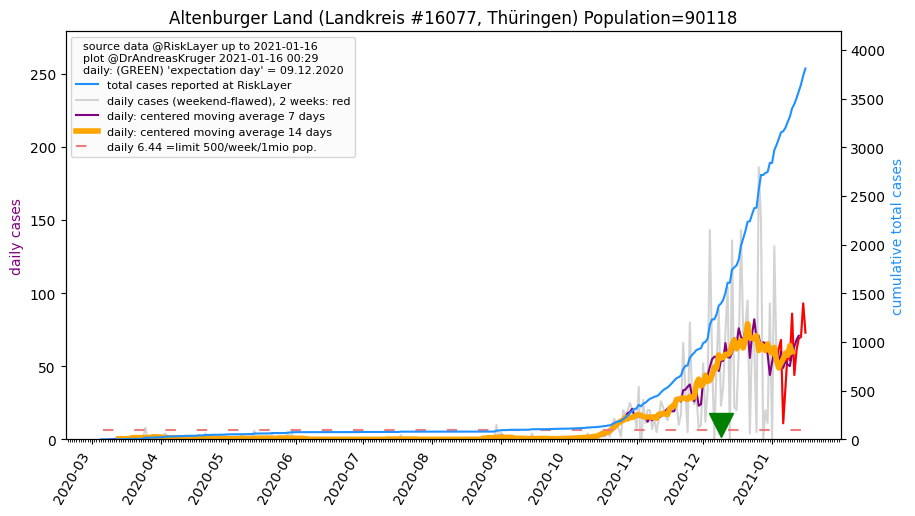 Altenburger Land (Landkreis #16077, Thüringen) Population=90118
source data @RiskLayer up to 2021-01-16
plot @DrAndreasKruger 2021-01-16 00:29
daily: (GREEN) 'expectation day' = 09.12.2020
total cases reported at RiskLayer
daily cases (weekend-flawed), 2 weeks: red
daily: centered moving average 7 days
daily: centered moving average 14 days
daily 6.44 =limit 500/week/1mio pop.
daily cases
250
200
150
100
50
0
cumulative total cases
4000
3500
3000
2500
2000
1500
1000
500
0
2020-03
2020-04
2020-05
2020-06
2020-07
2020-08
2020-09
2020-10
2020-11
2020-12
2021-01